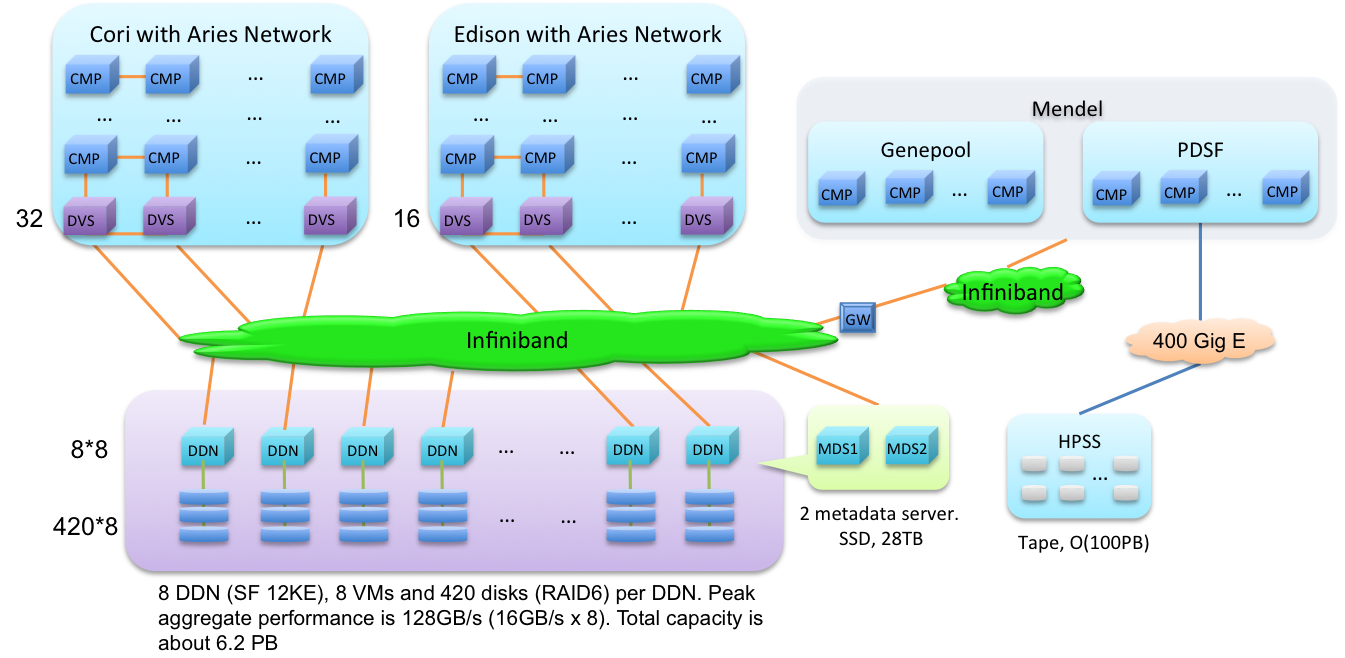 Cori with Aries Network
CMP CMP ... CMP
... ... ... ...
CMP CMP ... CMP
32 DVS DVS ... DVS
Edison with Aries Network
CMP CMP ... CMP
... ... ... ...
CMP CMP ... CMP
16 DVS DVS ... DVS
Mendel
Genepool
CMP CMP ... CMP
PDSF
CMP CMP ... CMP
Infiniband
GW
Infiniband
400 Gig E
8*8 DDN DDN DDN DDN ... ... DDN DDN
420*8 ... ...
MDS1 MDS2
2 metadata server.
SSD, 28TB
HPSS
...
Tape, O(100PB)
8 DDN (SF 12KE), 8 VMs and 420 disks (RAID6) per DDN. Peak
aggregate performance is 128GB/s (16GB/s x 8). Total capacity is
about 6.2 PB